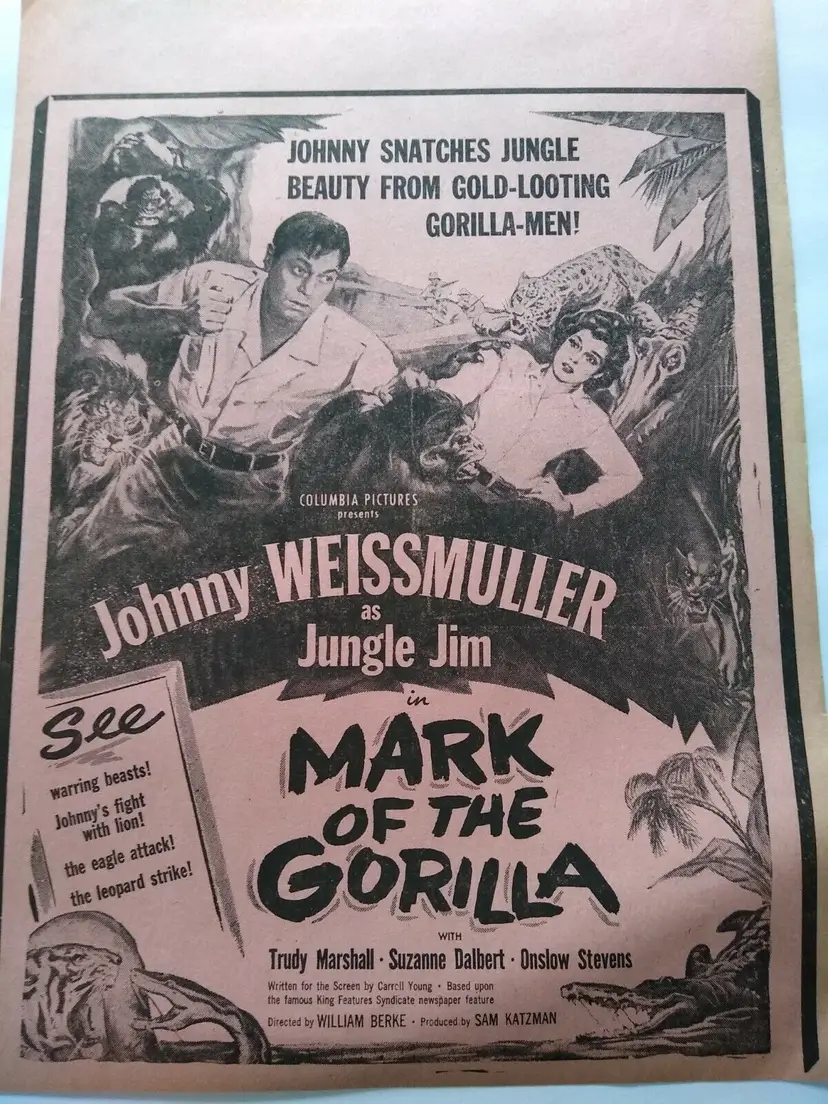 JOHNNY SNATCHES JUNGLE
BEAUTY FROM GOLD-LOOTING
GORILLA-MEN!
COLUMBIA PICTURES
presents
Johnny WEISSMULLER
as
Jungle Jim
in
MARK
OF THE
GORILLA
See
warring beasts!
Johnny's fight
with lion!
the eagle attack!
the leopard strike!
WITH
Trudy Marshall · Suzanne Dalbert · Onslow Stevens
Written for the Screen by Carroll Young · Based upon
the famous King Features Syndicate newspaper feature
Directed by WILLIAM BERKE · Produced by SAM KATZMAN